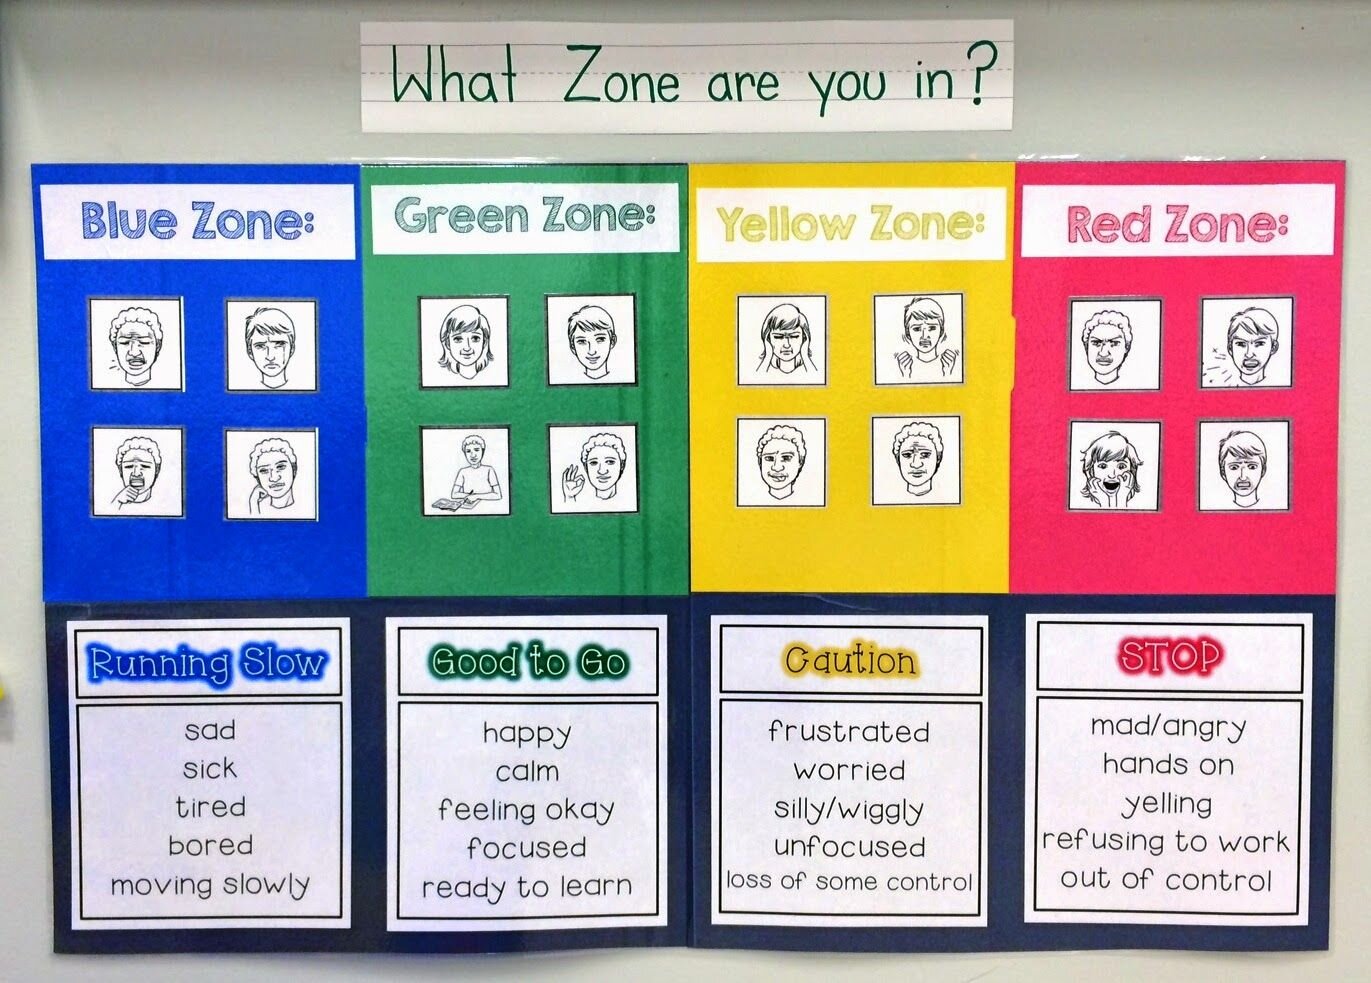 What Zone are you in?
Blue Zone:
Green Zone:
Yellow Zone:
Red Zone:
Running Slow
sad
sick
tired
bored
moving slowly
Good to Go
happy
calm
feeling okay
focused
ready to learn
Caution
frustrated
worried
silly/wiggly
unfocused
loss of some control
STOP
mad/angry
hands on
yelling
refusing to work
out of control